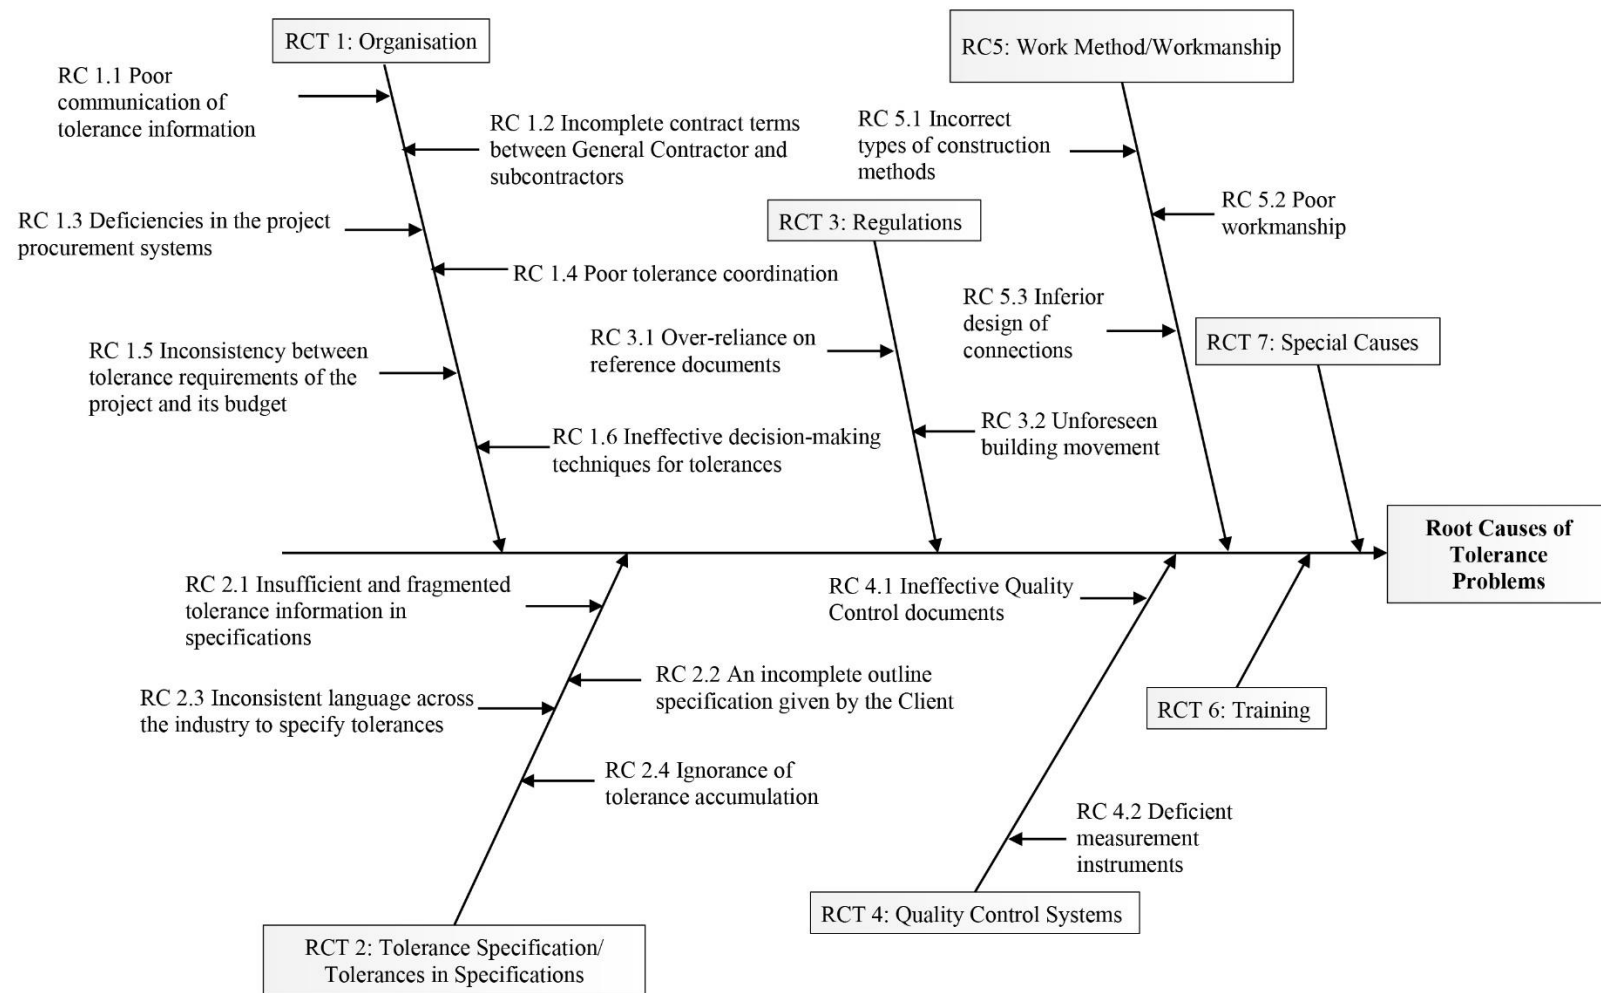 RCT 1: Organisation
RC 1.1 Poor
communication of
tolerance information
RC 1.2 Incomplete contract terms
between General Contractor and
subcontractors
RC 1.3 Deficiencies in the project
procurement systems
RC 1.4 Poor tolerance coordination
RC 1.5 Inconsistency between
tolerance requirements of the
project and its budget
RC 1.6 Ineffective decision-making
techniques for tolerances
RCT 3: Regulations
RC 3.1 Over-reliance on
reference documents
RC 3.2 Unforeseen
building movement
RC5: Work Method/Workmanship
RC 5.1 Incorrect
types of construction
methods
RC 5.2 Poor
workmanship
RC 5.3 Inferior
design of
connections
RCT 7: Special Causes
Root Causes of
Tolerance
Problems
RC 2.1 Insufficient and fragmented
tolerance information in
specifications
RC 2.2 An incomplete outline
specification given by the Client
RC 2.3 Inconsistent language across
the industry to specify tolerances
RC 2.4 Ignorance of
tolerance accumulation
RCT 2: Tolerance Specification/
Tolerances in Specifications
RC 4.1 Ineffective Quality
Control documents
RC 4.2 Deficient
measurement
instruments
RCT 4: Quality Control Systems
RCT 6: Training